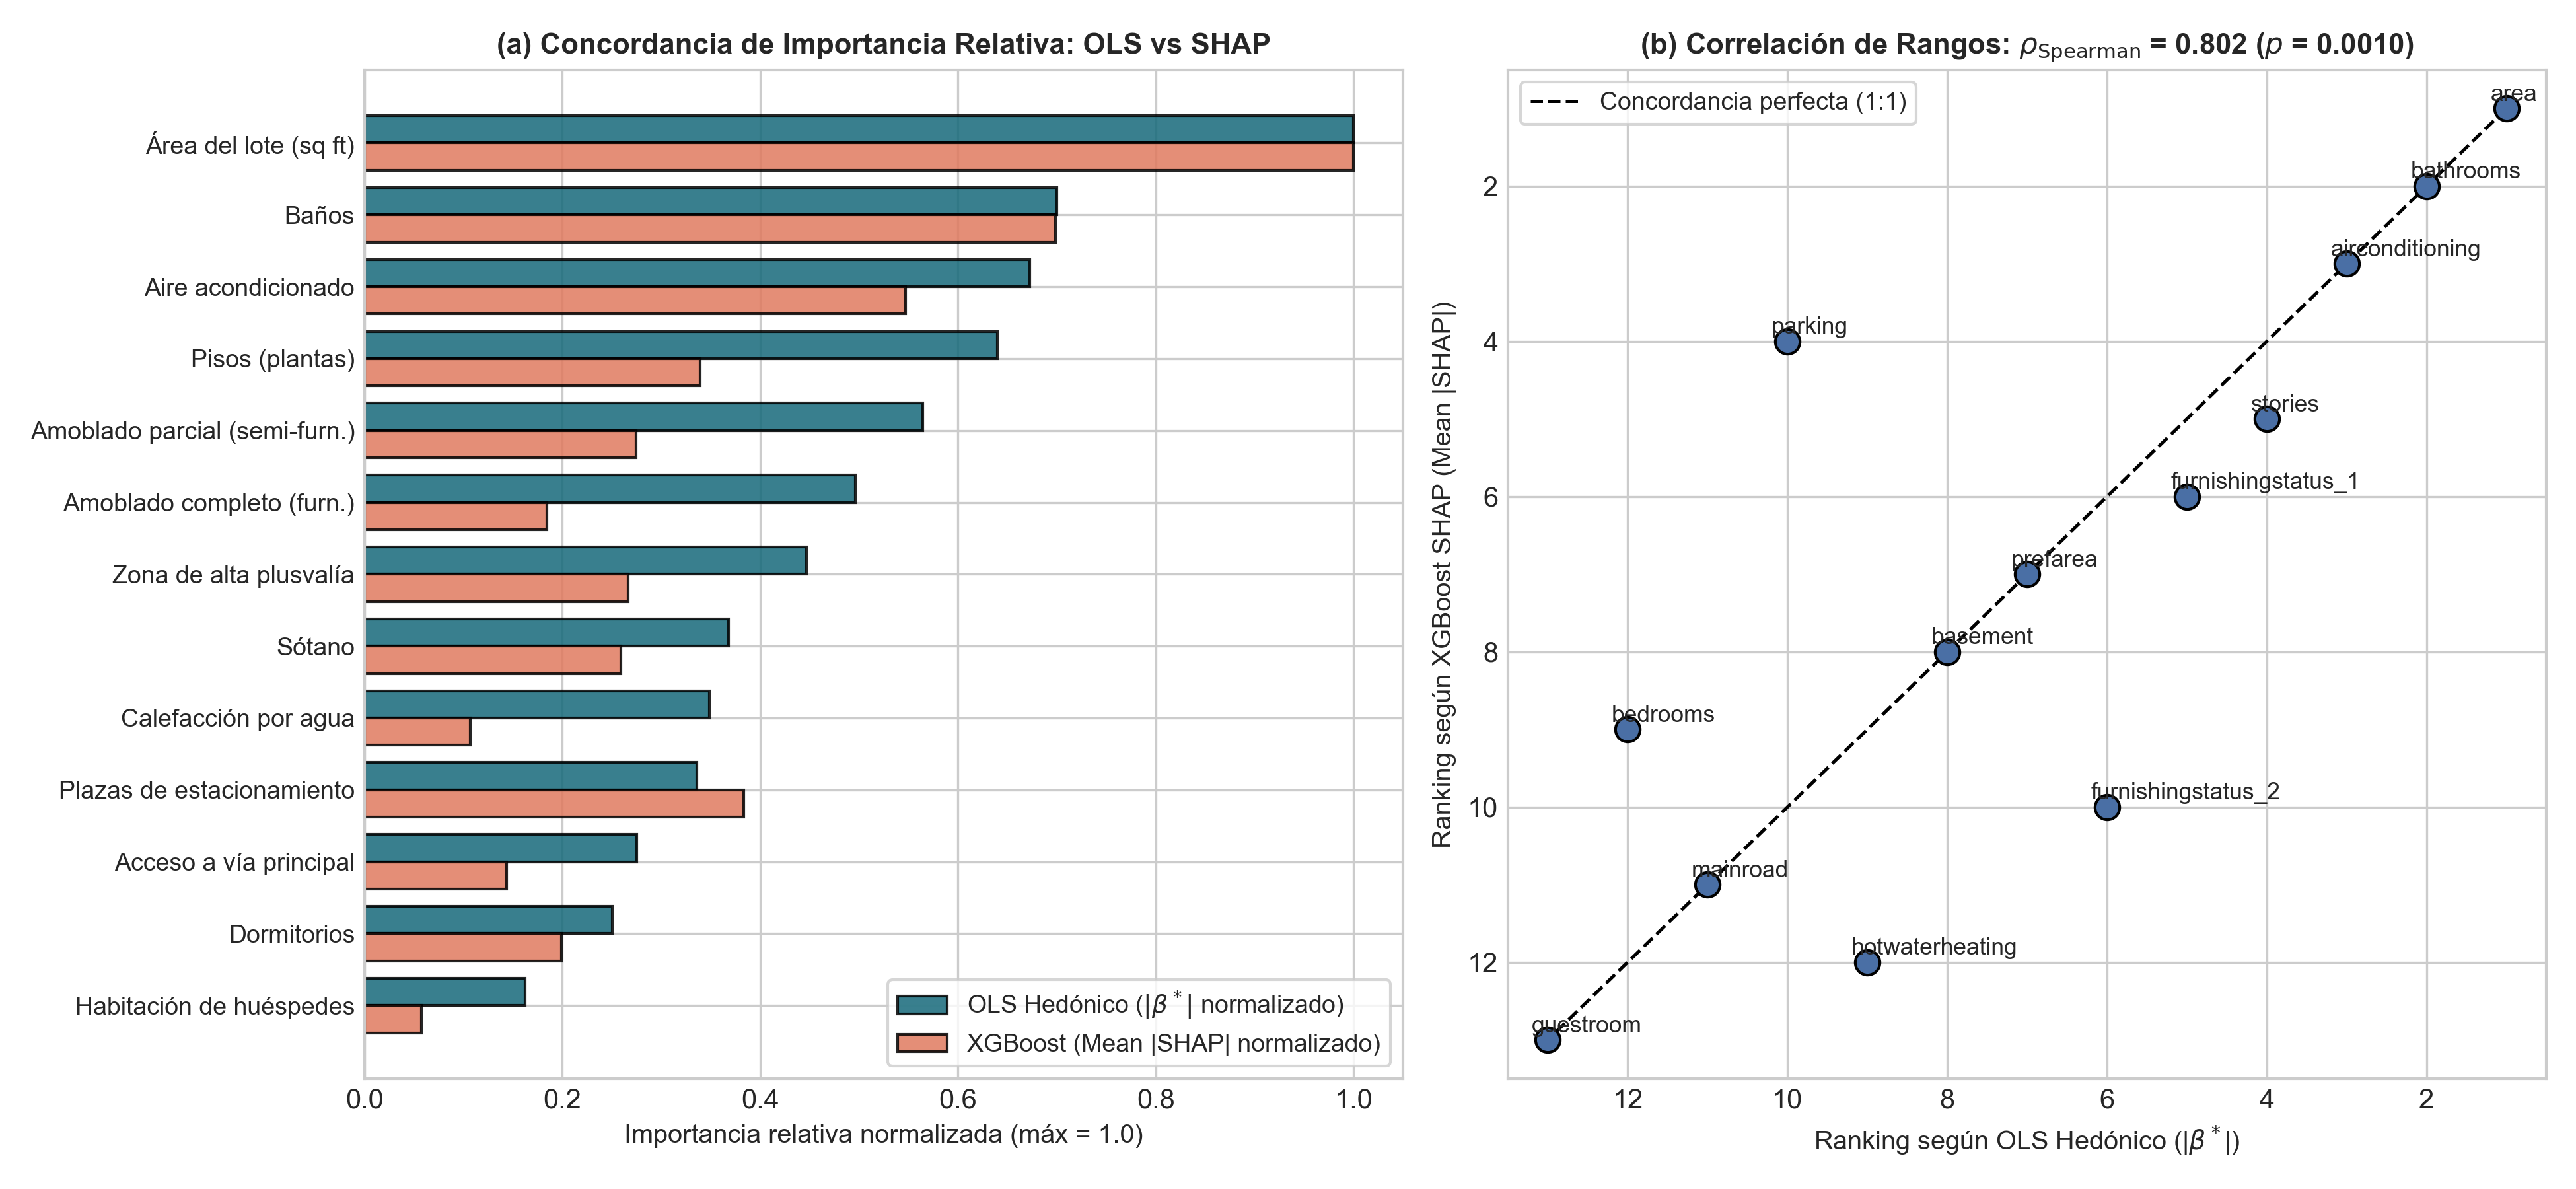 (a) Concordancia de Importancia Relativa: OLS vs SHAP
Área del lote (sq ft)
Baños
Aire acondicionado
Pisos (plantas)
Amoblado parcial (semi-furn.)
Amoblado completo (furn.)
Zona de alta plusvalía
Sótano
Calefacción por agua
Plazas de estacionamiento
Acceso a vía principal
Dormitorios
Habitación de huéspedes
OLS Hedónico (|β*| normalizado)
XGBoost (Mean |SHAP| normalizado)
0.0 0.2 0.4 0.6 0.8 1.0
Importancia relativa normalizada (máx = 1.0)
(b) Correlación de Rangos: ρSpearman = 0.802 (p = 0.0010)
Concordancia perfecta (1:1)
Ranking según XGBoost SHAP (Mean |SHAP|)
2
4
6
8
10
12
area
bathrooms
airconditioning
parking
stories
furnishingstatus_1
prefarea
basement
bedrooms
furnishingstatus_2
mainroad
hotwaterheating
guestroom
12 10 8 6 4 2
Ranking según OLS Hedónico (|β*|)